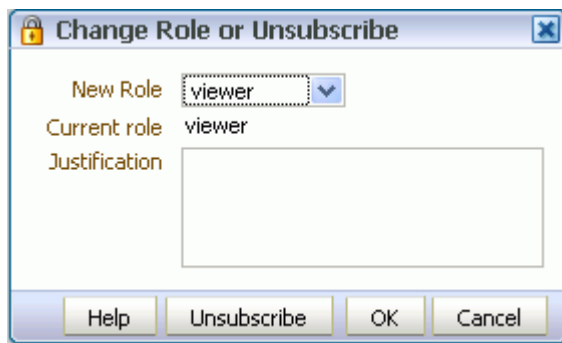 Change Role or Unsubscribe
New Role viewer
Current role viewer
Justification
Help Unsubscribe OK Cancel